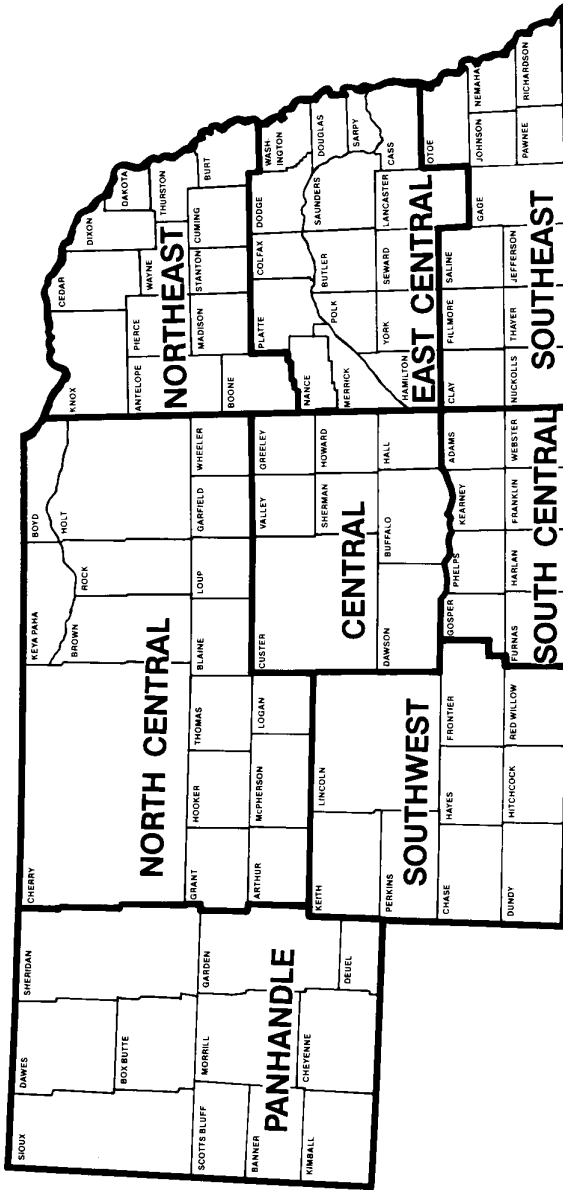 SIOUX
DAWES
SHERIDAN
BOX BUTTE
SCOTTS BLUFF
MORRILL
GARDEN
BANNER
PANHANDLE
KIMBALL
CHEYENNE
DEUEL
CHERRY
KEYA PAHA
BOYD
BROWN
ROCK
HOLT
NORTH CENTRAL
GRANT
HOOKER
THOMAS
BLAINE
LOUP
GARFIELD
WHEELER
ARTHUR
McPHERSON
LOGAN
KNOX
CEDAR
DIXON
DAKOTA
ANTELOPE
PIERCE
WAYNE
THURSTON
NORTHEAST
BOONE
MADISON
STANTON
CUMING
BURT
CUSTER
VALLEY
GREELEY
SHERMAN
HOWARD
CENTRAL
DAWSON
BUFFALO
HALL
NANCE
PLATTE
COLFAX
DODGE
WASH-
INGTON
MERRICK
POLK
BUTLER
SAUNDERS
DOUGLAS
SARPY
HAMILTON
YORK
SEWARD
LANCASTER
CASS
EAST CENTRAL
KEITH
LINCOLN
PERKINS
SOUTHWEST
CHASE
HAYES
FRONTIER
DUNDY
HITCHCOCK
RED WILLOW
GOSPER
PHELPS
KEARNEY
ADAMS
FURNAS
HARLAN
FRANKLIN
WEBSTER
SOUTH CENTRAL
CLAY
FILLMORE
SALINE
GAGE
OTOE
JOHNSON
NEMAHA
NUCKOLLS
THAYER
JEFFERSON
PAWNEE
RICHARDSON
SOUTHEAST